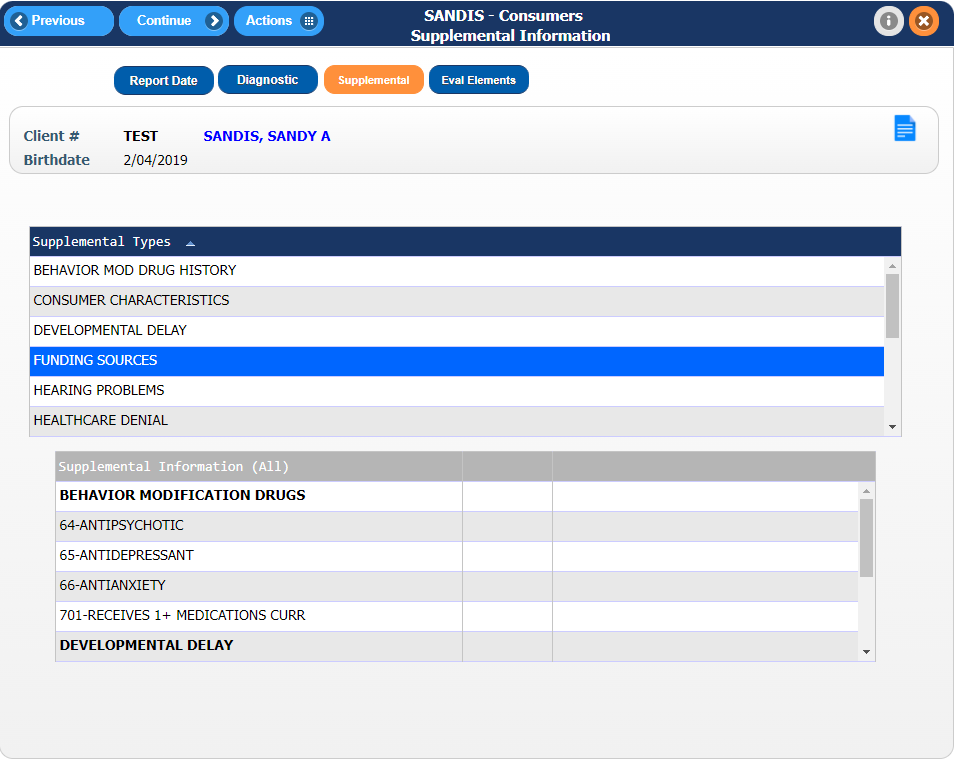 Previous
Continue
Actions
SANDIS - Consumers
Supplemental Information
Report Date
Diagnostic
Supplemental
Eval Elements
Client # TEST SANDIS, SANDY A
Birthdate 2/04/2019
Supplemental Types
BEHAVIOR MOD DRUG HISTORY
CONSUMER CHARACTERISTICS
DEVELOPMENTAL DELAY
FUNDING SOURCES
HEARING PROBLEMS
HEALTHCARE DENIAL
Supplemental Information (All)
BEHAVIOR MODIFICATION DRUGS
64-ANTIPSYCHOTIC
65-ANTIDEPRESSANT
66-ANTIANXIETY
701-RECEIVES 1+ MEDICATIONS CURR
DEVELOPMENTAL DELAY